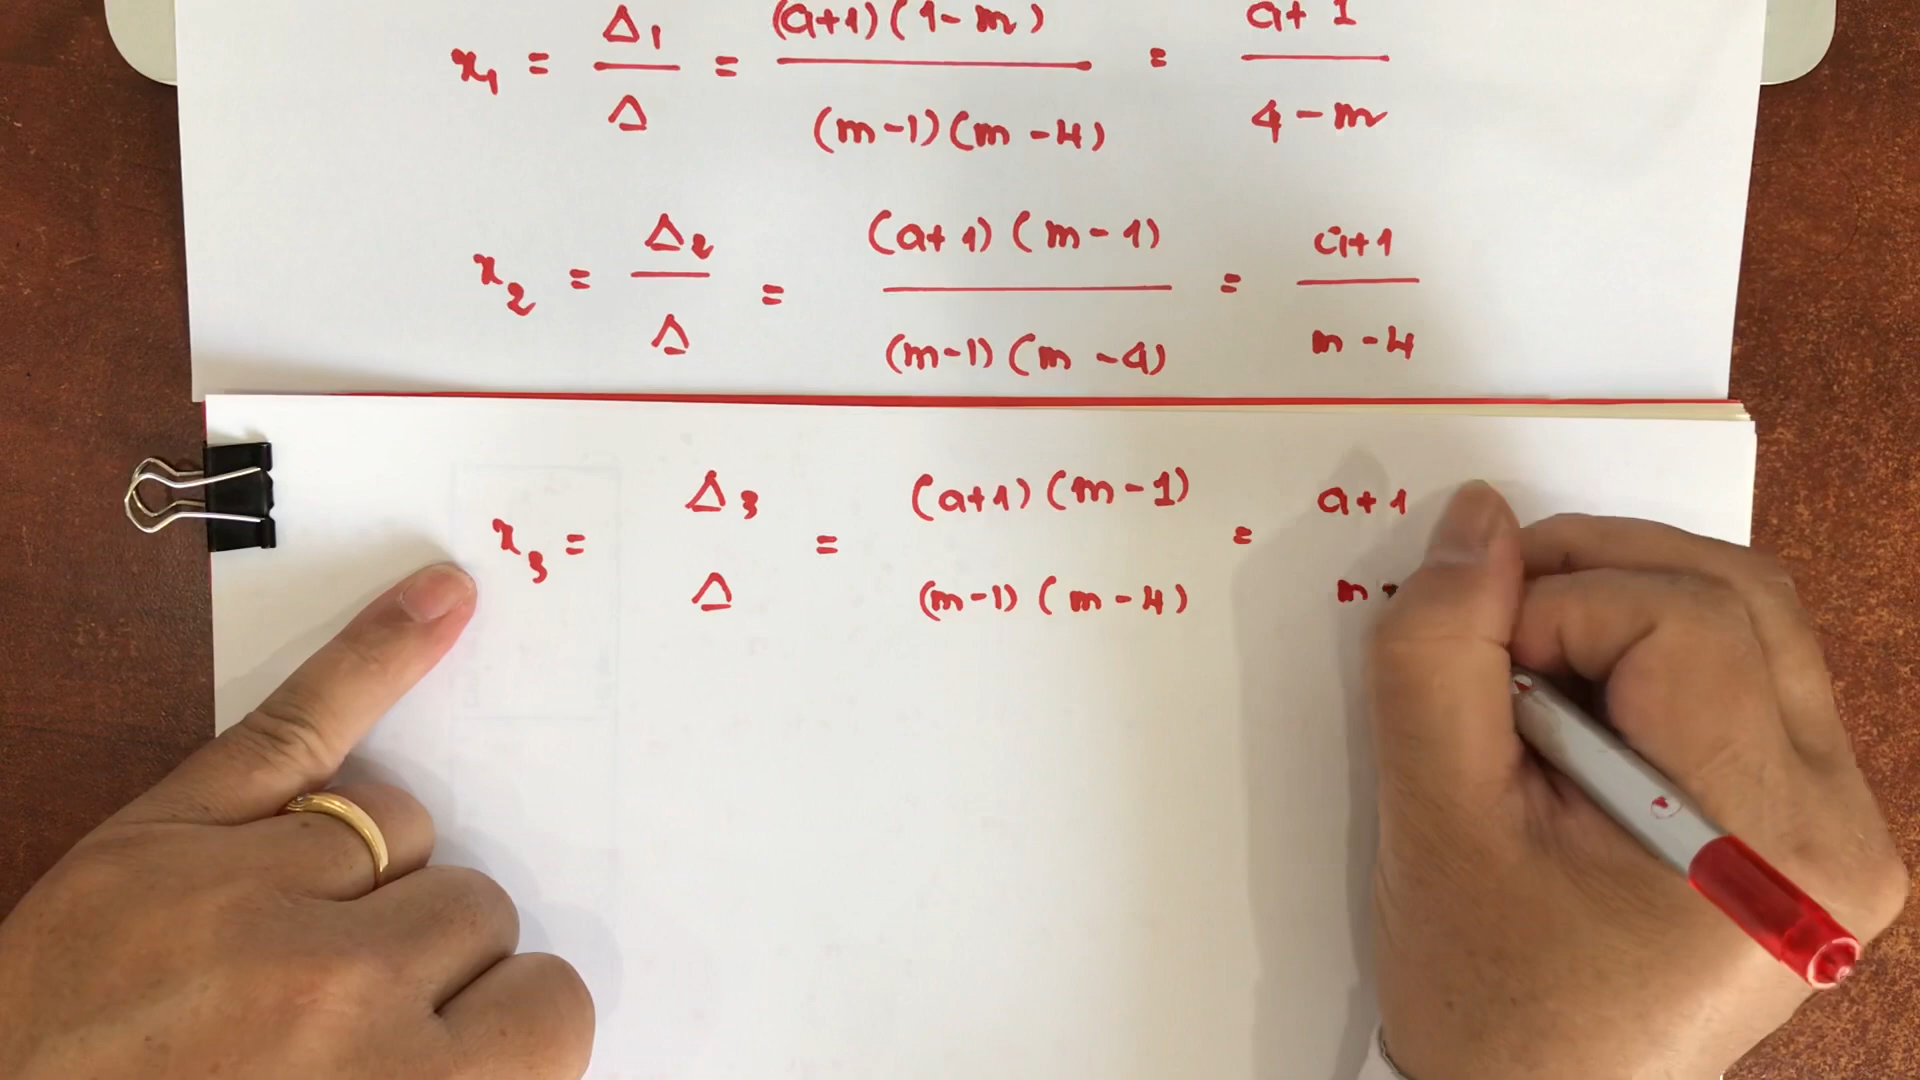 x₁ = Δ₁/Δ = (a+1)(1-m)/(m-1)(m-4) = a+1/4-m
x₂ = Δ₂/Δ = (a+1)(m-1)/(m-1)(m-4) = a+1/m-4
x₃ = Δ₃ Δ = (a+1)(m-1) (m-1)(m-4) = a+1 m